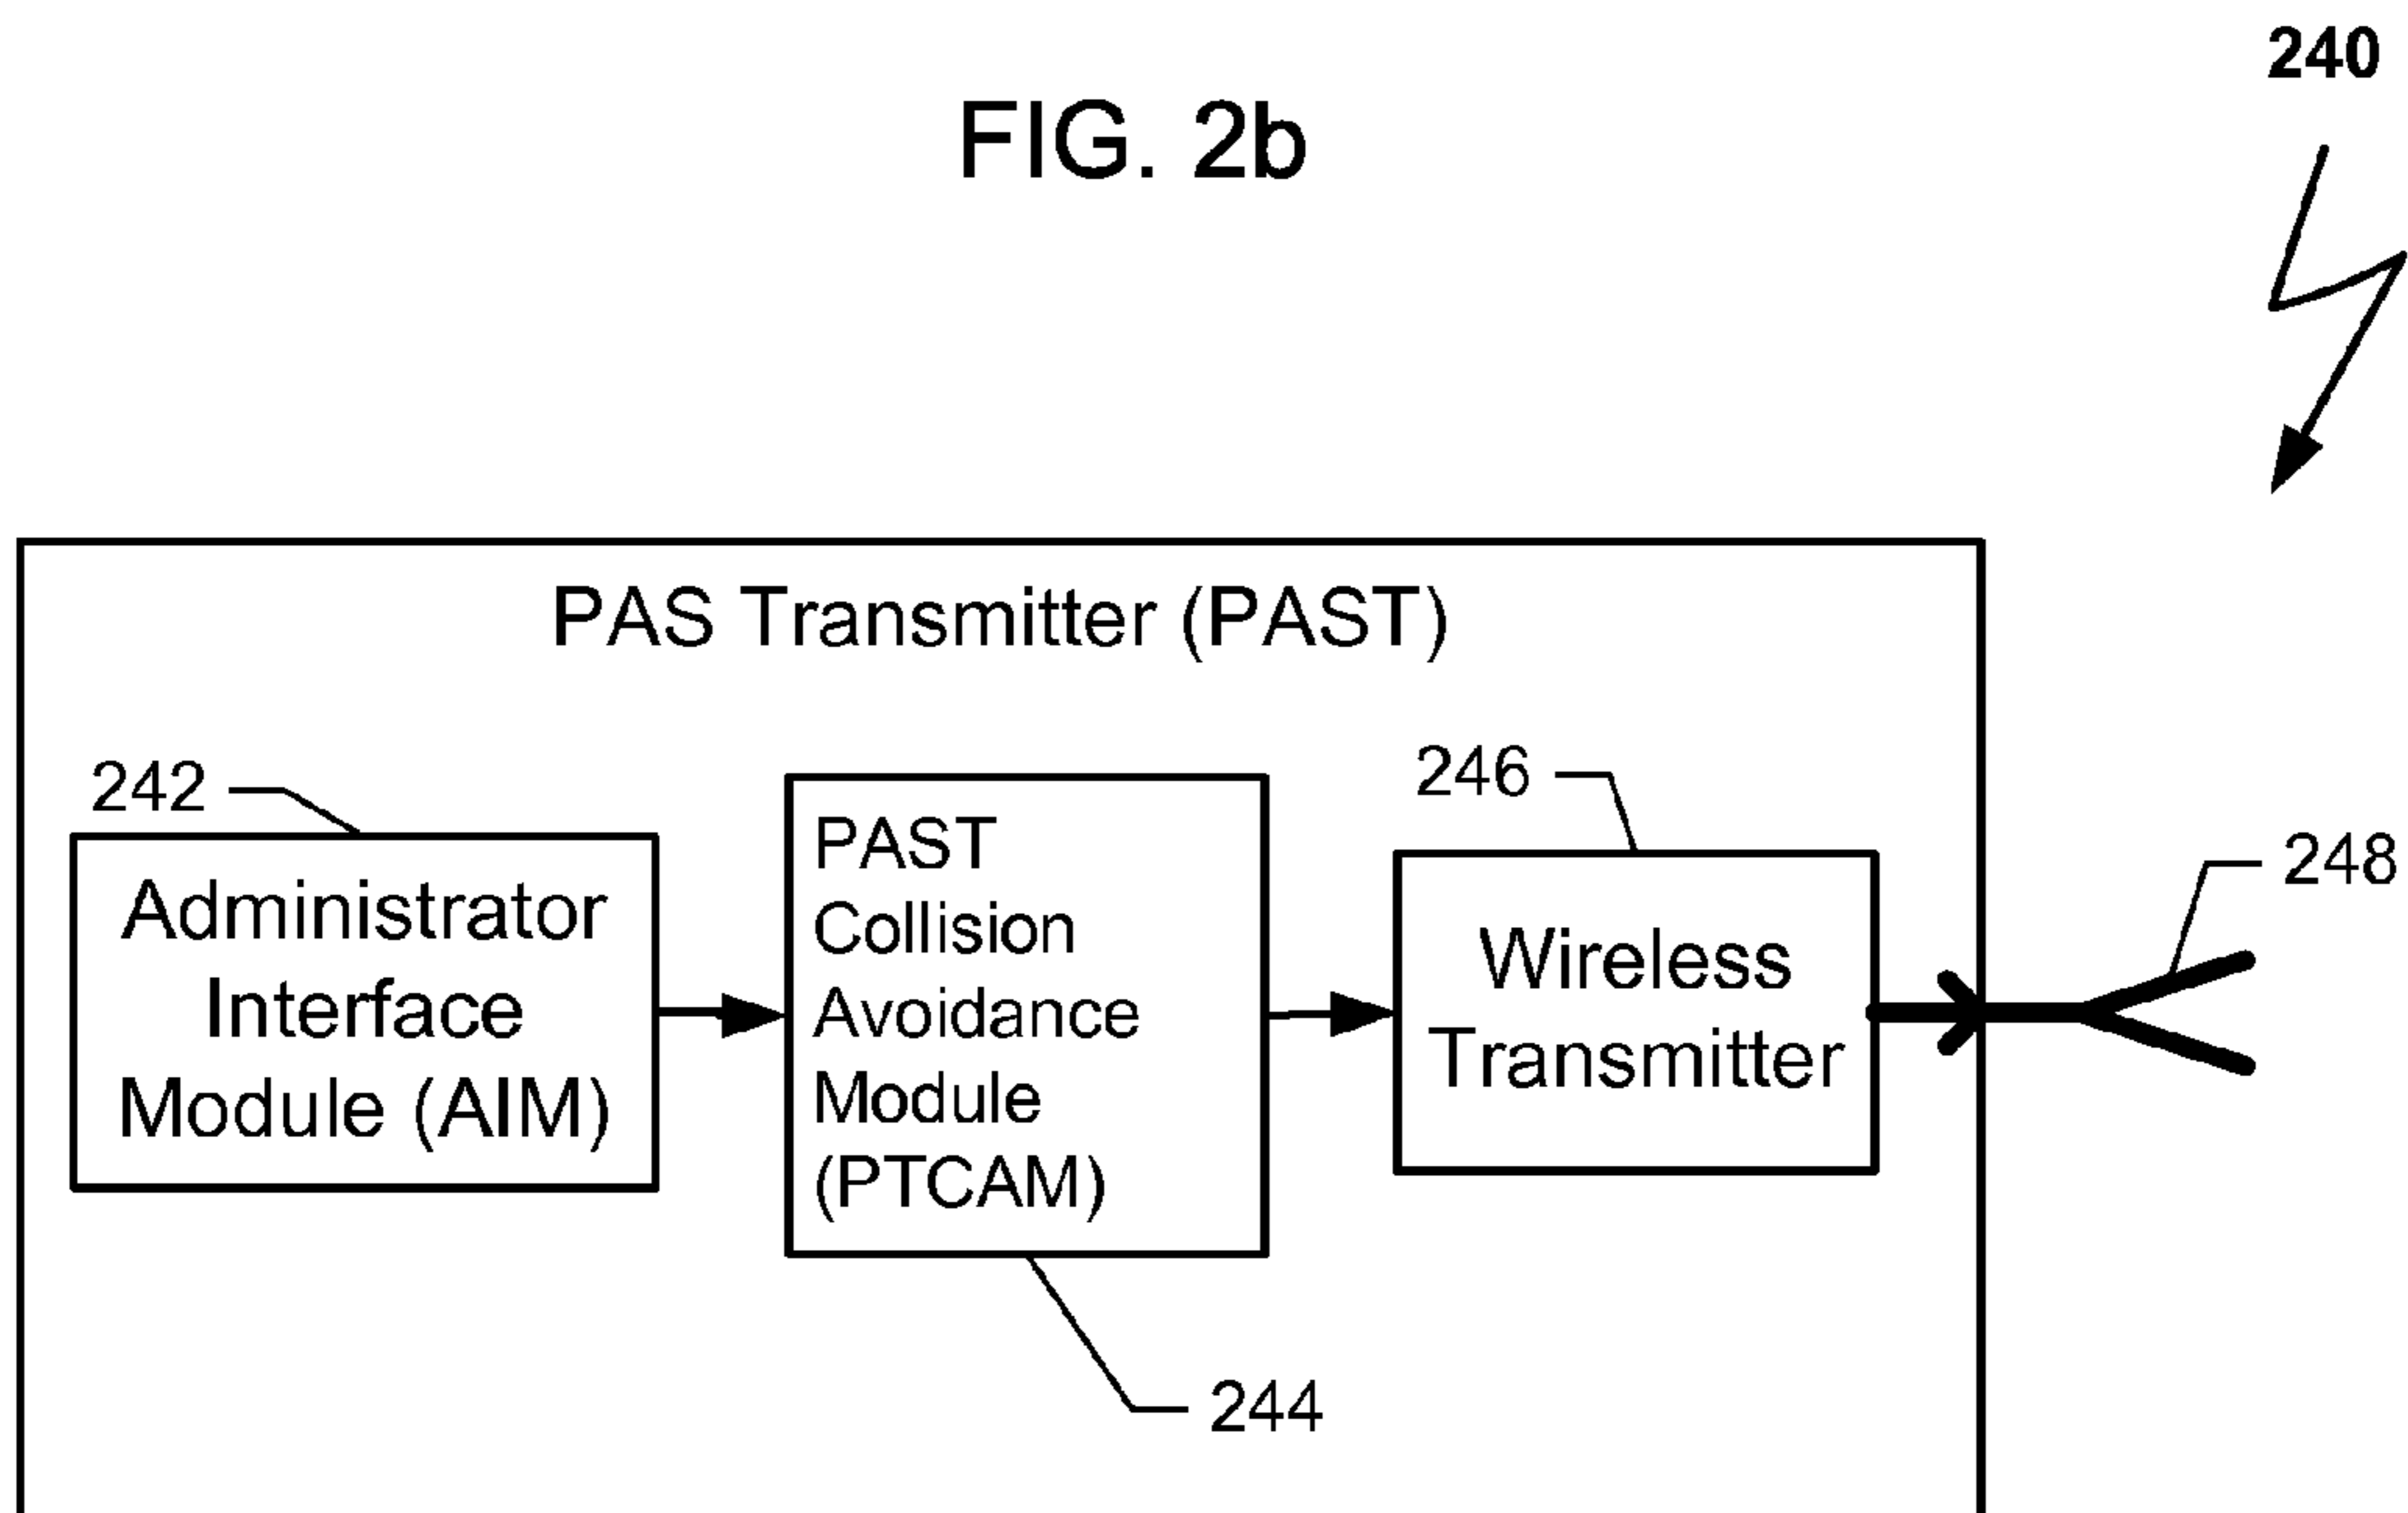 240
FIG. 2b
PAS Transmitter (PAST)
242
Administrator
Interface
Module (AIM)
PAST
Collision
Avoidance
Module
(PTCAM)
244
246
Wireless
Transmitter
248